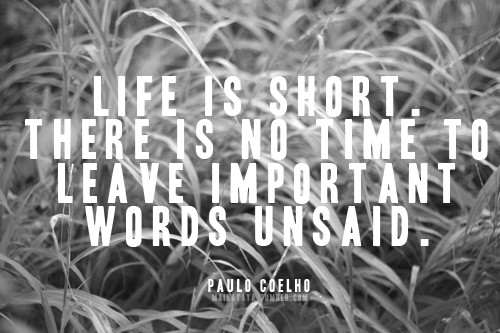 LIFE IS SHORT.
THERE IS NO TIME TO
LEAVE IMPORTANT
WORDS UNSAID.
PAULO COELHO